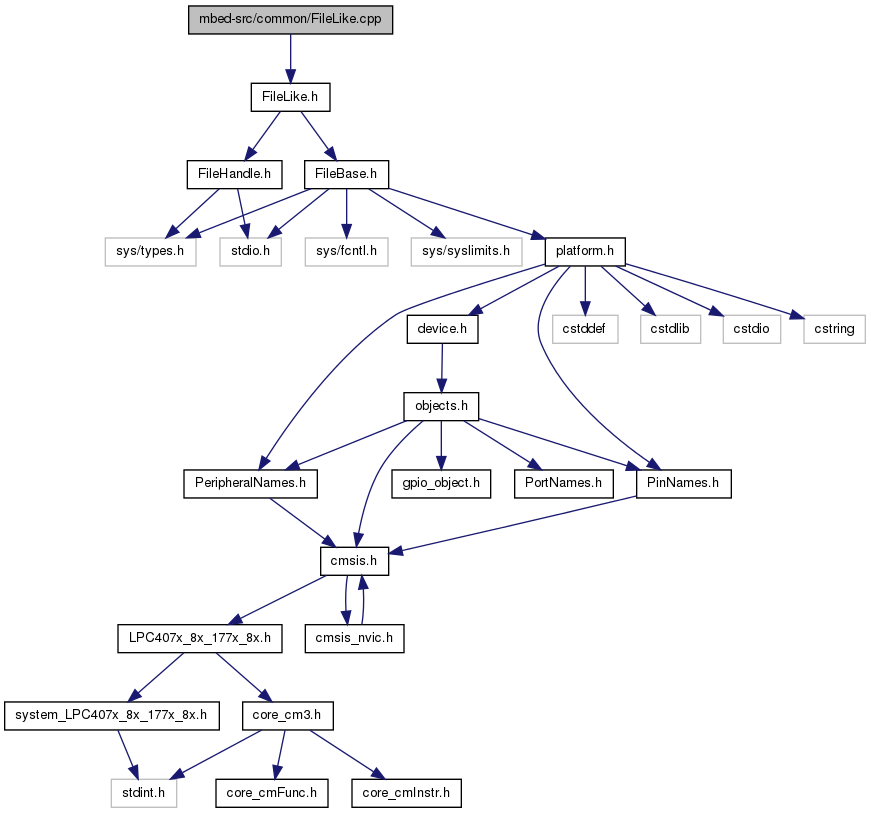 mbed-src/common/FileLike.cpp
FileLike.h
FileHandle.h
FileBase.h
sys/types.h
stdio.h
sys/fcntl.h
sys/syslimits.h
platform.h
device.h
cstddef
cstdlib
cstdio
cstring
objects.h
PeripheralNames.h
gpio_object.h
PortNames.h
PinNames.h
cmsis.h
LPC407x_8x_177x_8x.h
cmsis_nvic.h
system_LPC407x_8x_177x_8x.h
core_cm3.h
stdint.h
core_cmFunc.h
core_cmInstr.h